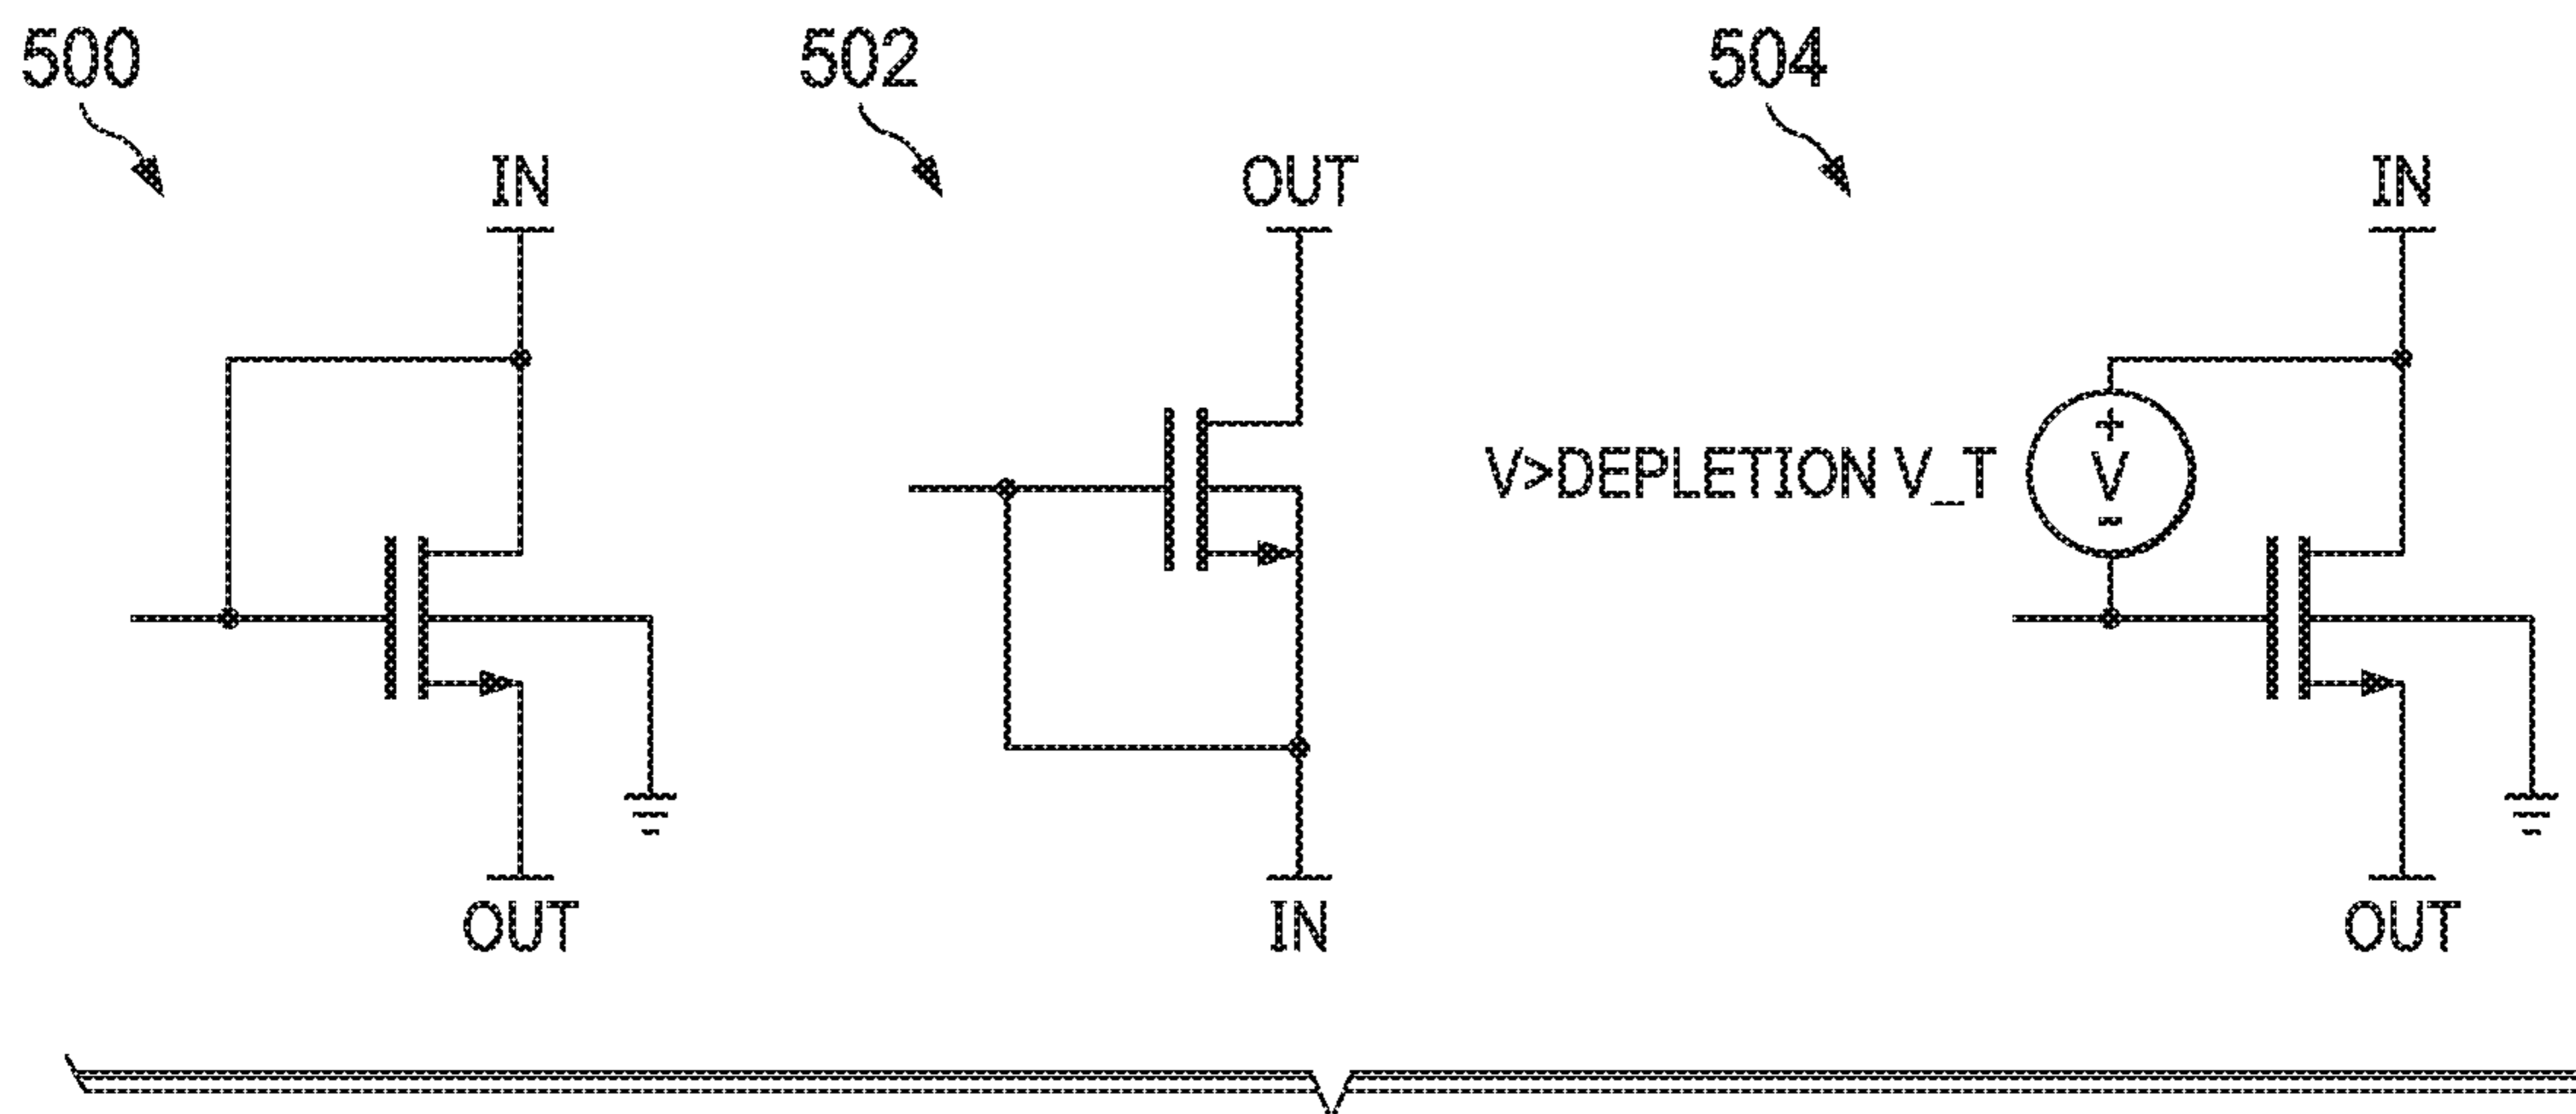 500
502
504
IN
OUT
IN
V>DEPLETION V_T
+
V
-
OUT
IN
OUT